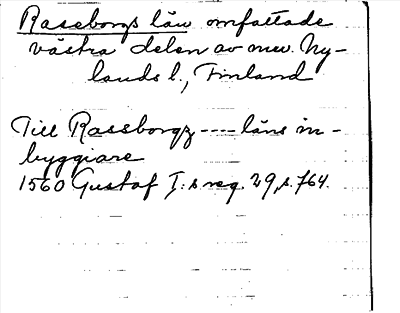 Raseborgs län omfattade
västra delen av nuv. Ny-
lands l., Finland
Till Rassborgz ---- läns in-
byggiare
1560 Gustaf I:s reg. 29, s. 764.